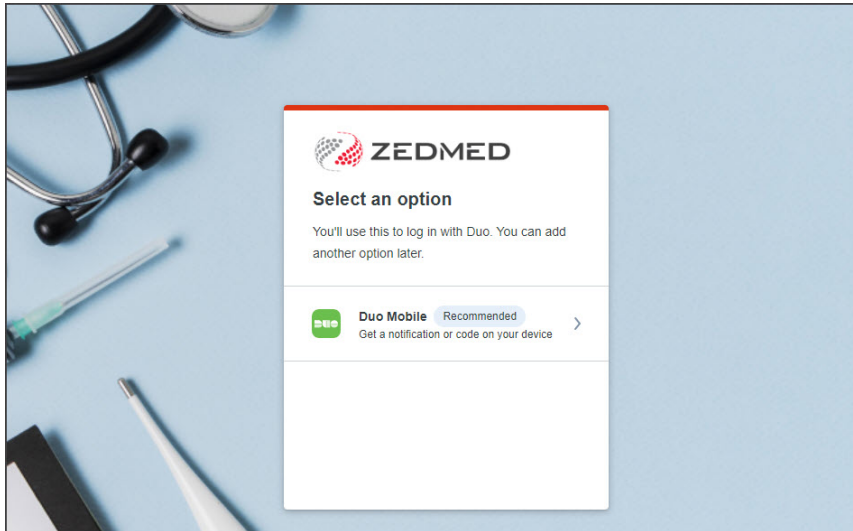 ZEDMED
Select an option
You'll use this to log in with Duo. You can add
another option later.
DUO
Duo Mobile Recommended
Get a notification or code on your device